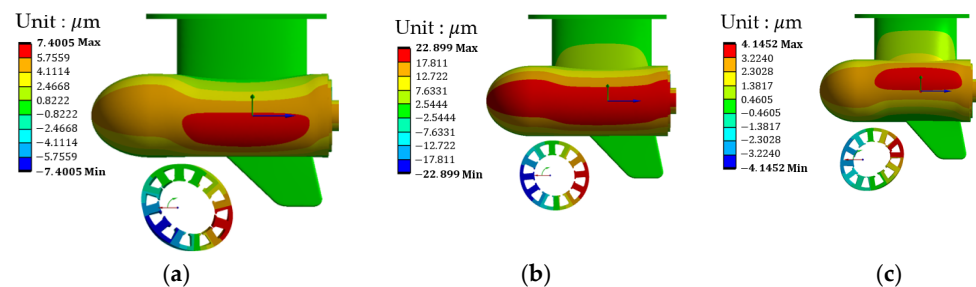 Unit : μm
7.4005 Max
5.7559
4.1114
2.4668
0.8222
−0.8222
−2.4668
−4.1114
−5.7559
−7.4005 Min
(a)
Unit : μm
22.899 Max
17.811
12.722
7.6331
2.5444
−2.5444
−7.6331
−12.722
−17.811
−22.899 Min
(b)
Unit : μm
4.1452 Max
3.2240
2.3028
1.3817
0.4605
−0.4605
−1.3817
−2.3028
−3.2240
−4.1452 Min
(c)